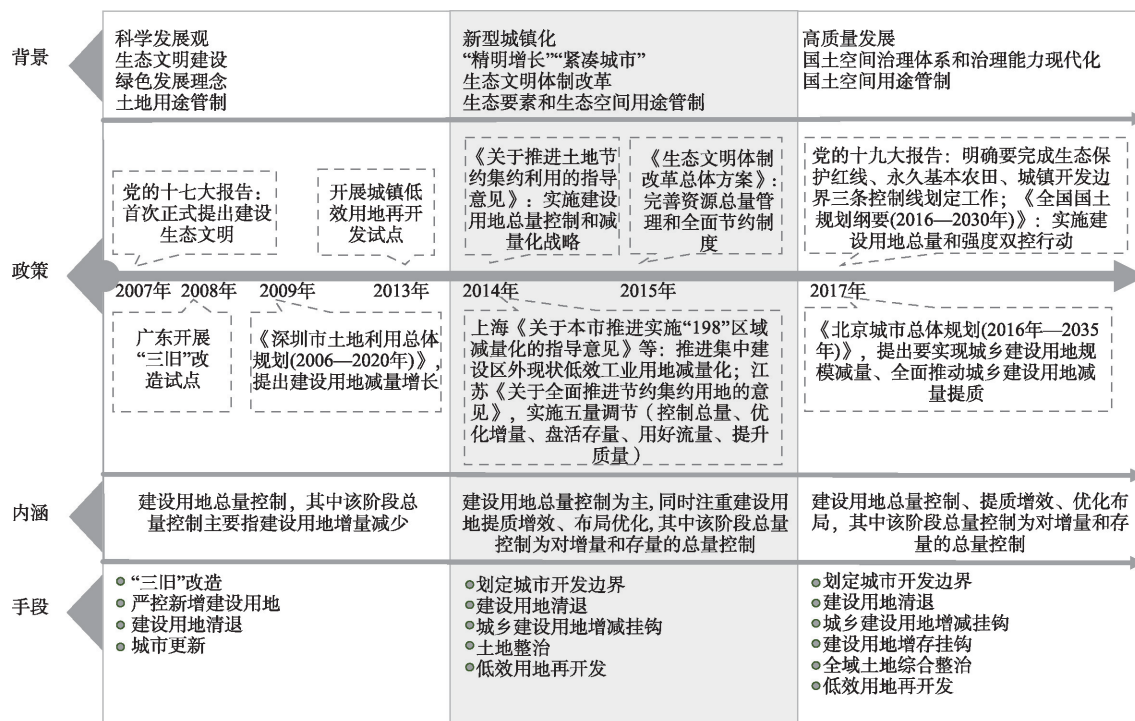 背景
科学发展观
生态文明建设
绿色发展理念
土地用途管制
新型城镇化
“精明增长”“紧凑城市”
生态文明体制改革
生态要素和生态空间用途管制
高质量发展
国土空间治理体系和治理能力现代化
国土空间用途管制
政策
党的十七大报告：
首次正式提出建设
生态文明
开展城镇低
效用地再开
发试点
《关于推进土地节
约集约利用的指导
意见》：实施建设
用地总量控制和减
量化战略
《生态文明体制
改革总体方案》：
完善资源总量
管理和全面节约制
度
党的十九大报告：明确要完成生态保
护红线、永久基本农田、城镇开发边
界三条控制线划定工作；《全国国土
规划纲要(2016—2030年)》：实施建
设用地总量和强度双控行动
2007年
2008年
2009年
2013年
2014年
2015年
2017年
广东开展
“三旧”改
造试点
《深圳市土地利用总体
规划(2006—2020年)》，
提出建设用地减量增长
上海《关于本市推进实施“198”区域
减量化的指导意见》等：推进集中建
设区外现状低效工业用地减量化；江
苏《关于全面推进节约集约用地的意
见》，实施五量调节（控制总量、优
化增量、盘活存量、用好流量、提升
质量）
《北京城市总体规划(2016年—2035
年)》，提出要实现城乡建设用地规
模减量、全面推动城乡建设用地减
量提质
内涵
建设用地总量控制，其中该阶段总
量控制主要指建设用地增量减少
建设用地总量控制为主,同时注重建设用
地提质增效、布局优化,其中该阶段总量
控制为对增量和存量的总量控制
建设用地总量控制、提质增效、优化布
局，其中该阶段总量控制为对增量和存
量的总量控制
手段
“三旧”改造
严控新增建设用地
建设用地清退
城市更新
划定城市开发边界
建设用地清退
城乡建设用地增减挂钩
土地整治
低效用地再开发
划定城市开发边界
建设用地清退
城乡建设用地增减挂钩
建设用地增存挂钩
全域土地综合整治
低效用地再开发